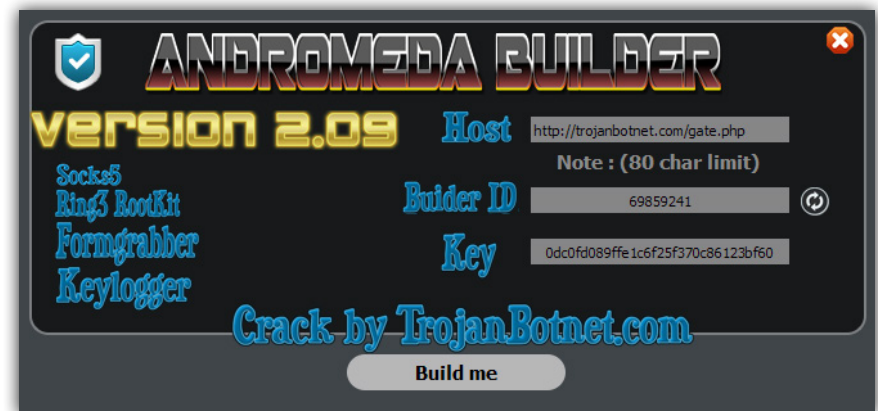 ANDROMEDA BUILDER
version 2.09
Host http://trojanbotnet.com/gate.php
Note : (80 char limit)
Socks5
Ring3 RootKit
Buider ID 69859241
Formgrabber
Key 0dc0fd089ffe1c6f25f370c86123bf60
Keylogger
Crack by TrojanBotnet.com
Build me